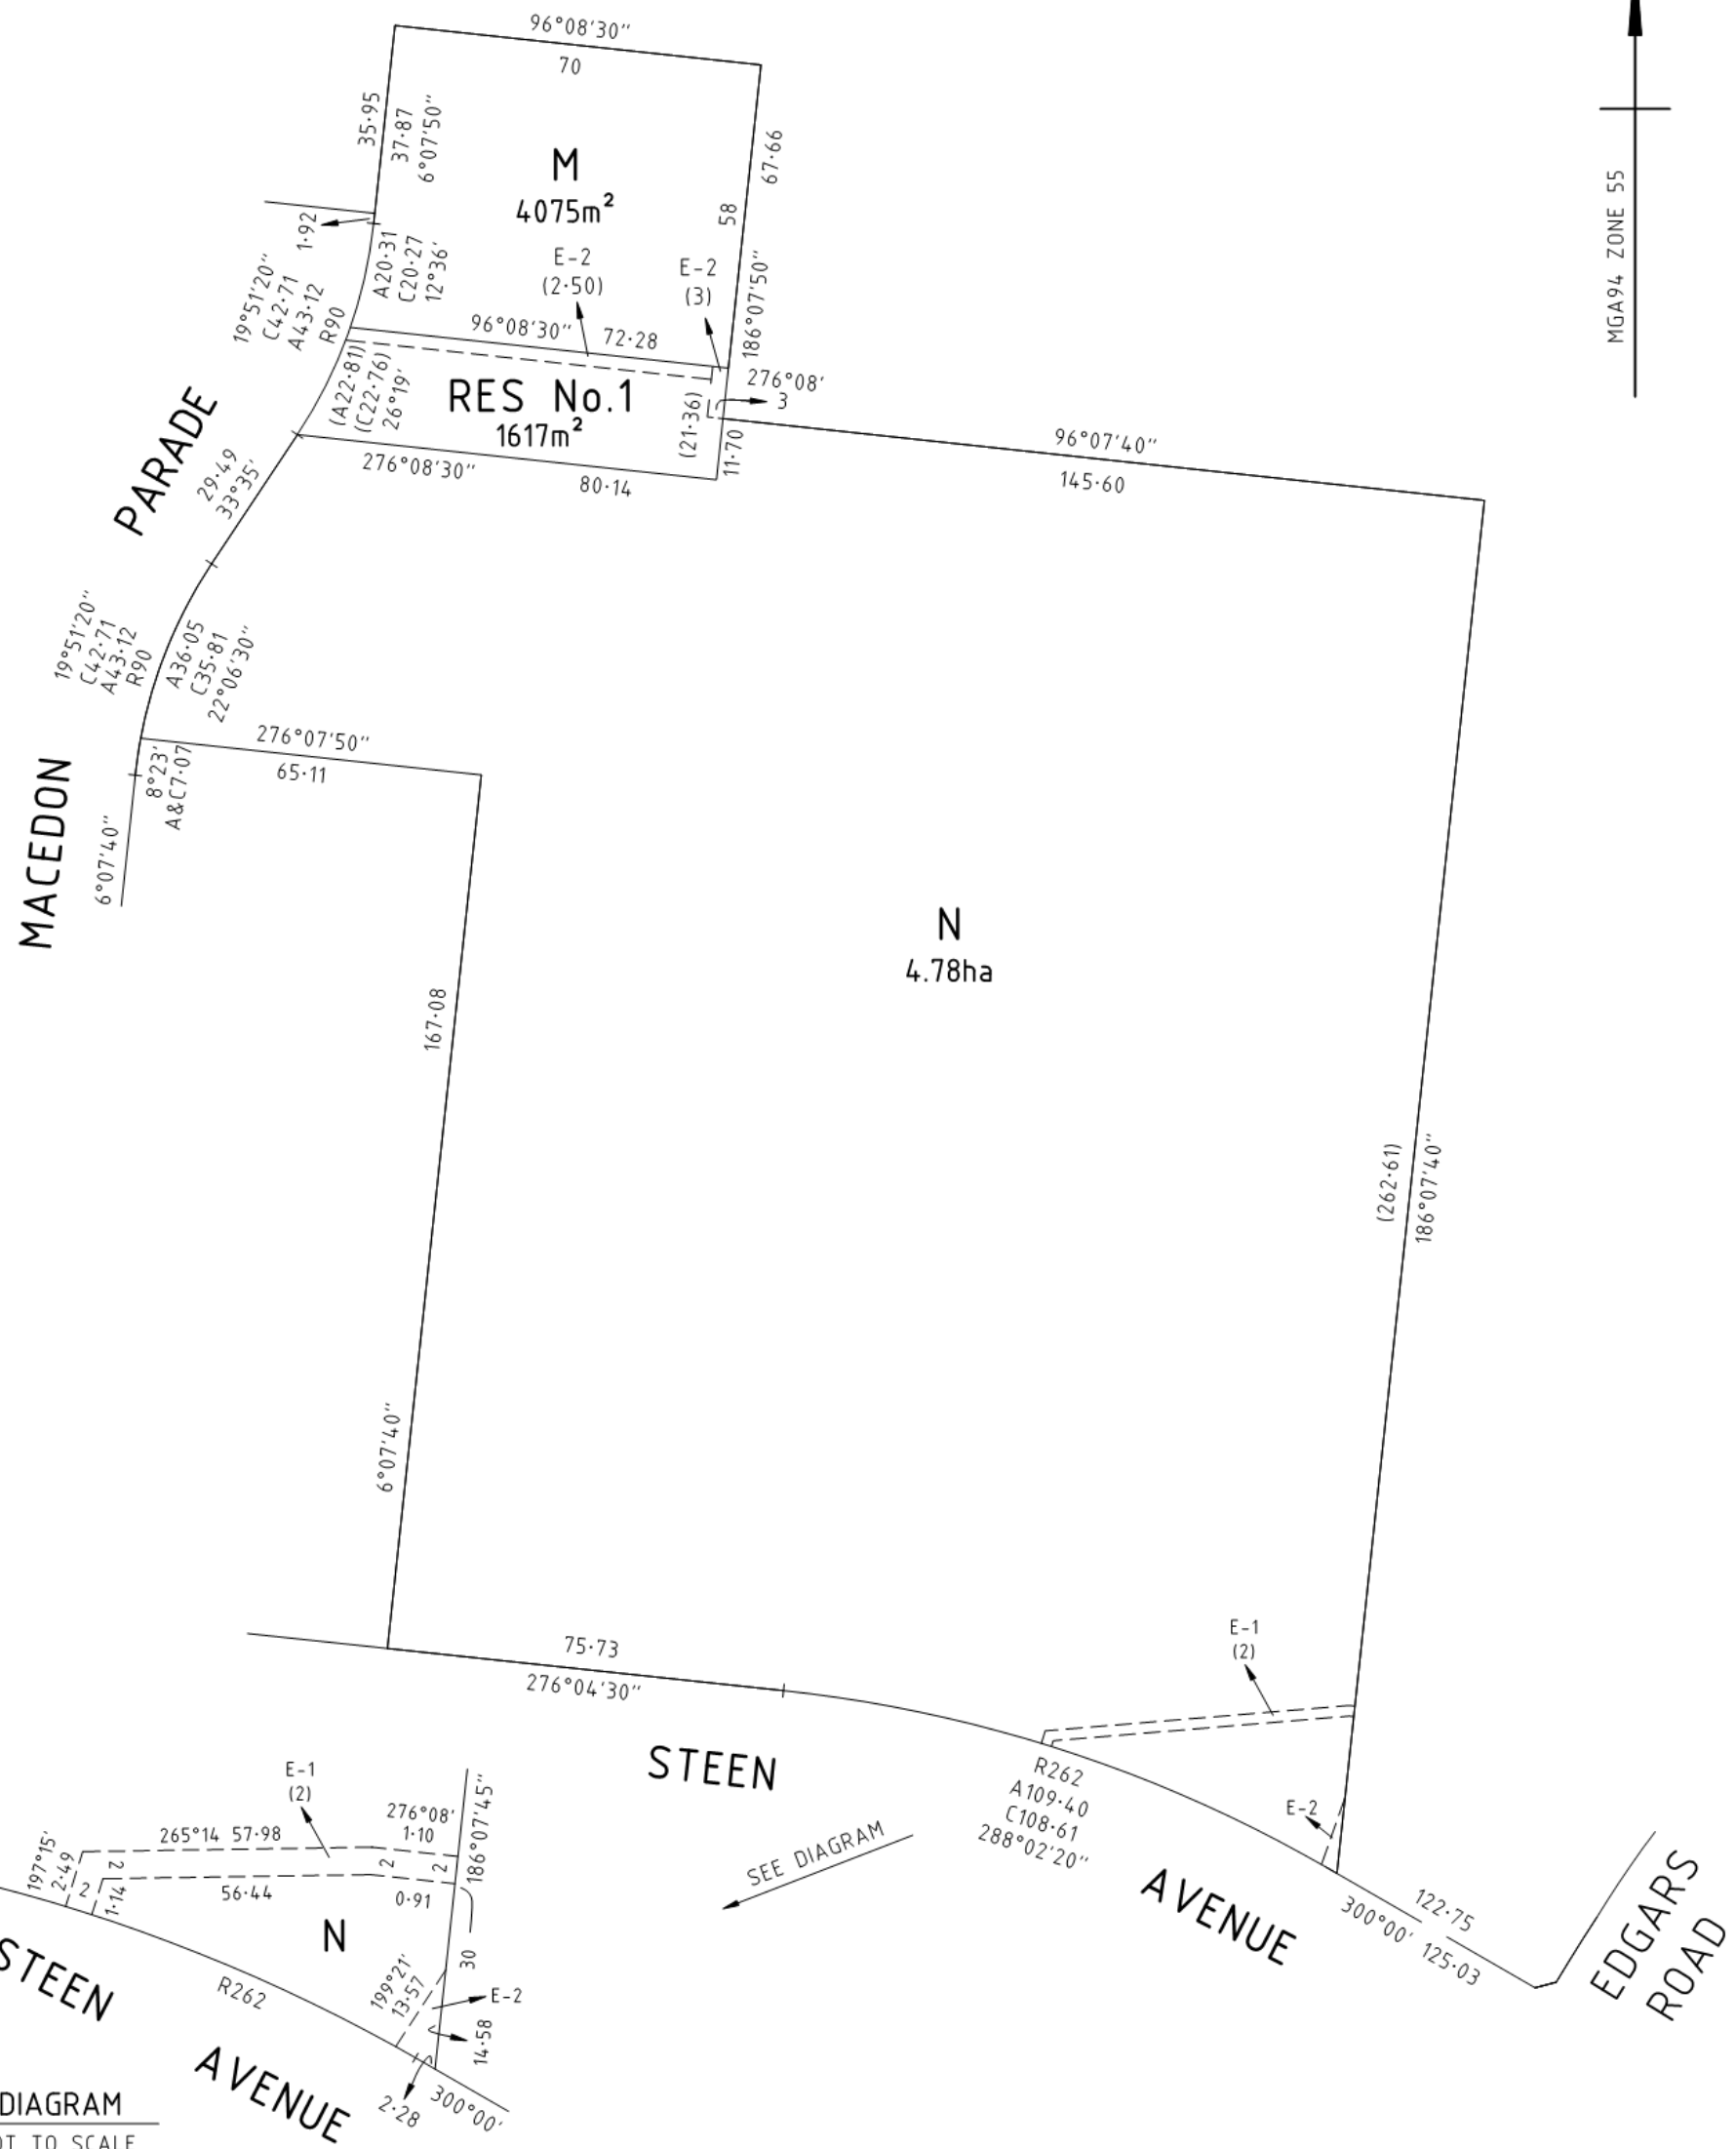 96°08'30"
70
35·95
37·87
6°07'50"
M
4075m²
67·66
58
186°07'50"
1·92
19°51'20"
C42·71
A43·12
R90
A20·31
C20·27
12°36'
E-2
(2·50)
E-2
(3)
96°08'30" 72·28
RES No.1
1617m²
(A22·81)
(C22·76)
26°19'
(21·36)
276°08'
3
11·70
276°08'30" 80·14
96°07'40"
145·60
MGA94 ZONE 55
MACEDON PARADE
29·49
33°35'
19°51'20"
C42·71
A43·12
R90
A36·05
C35·81
22°06'30"
276°07'50"
65·11
8°23'
A&C7·07
6°07'40"
N
4.78ha
167·08
6°07'40"
(262·61)
186°07'40"
75·73
276°04'30"
E-1
(2)
E-2
R262
A109·40
C108·61
288°02'20"
STEEN AVENUE
SEE DIAGRAM
122·75
300°00' 125·03
EDGARS
ROAD
E-1
(2)
276°08'
1·10
265°14 57·98
186°07'45"
197°15'
2·49
2
2
1·14
56·44
2
2
0·91
N
30
199°21'
13·57
E-2
14·58
R262
2·28
300°00'
STEEN AVENUE
DIAGRAM
OT TO SCALE